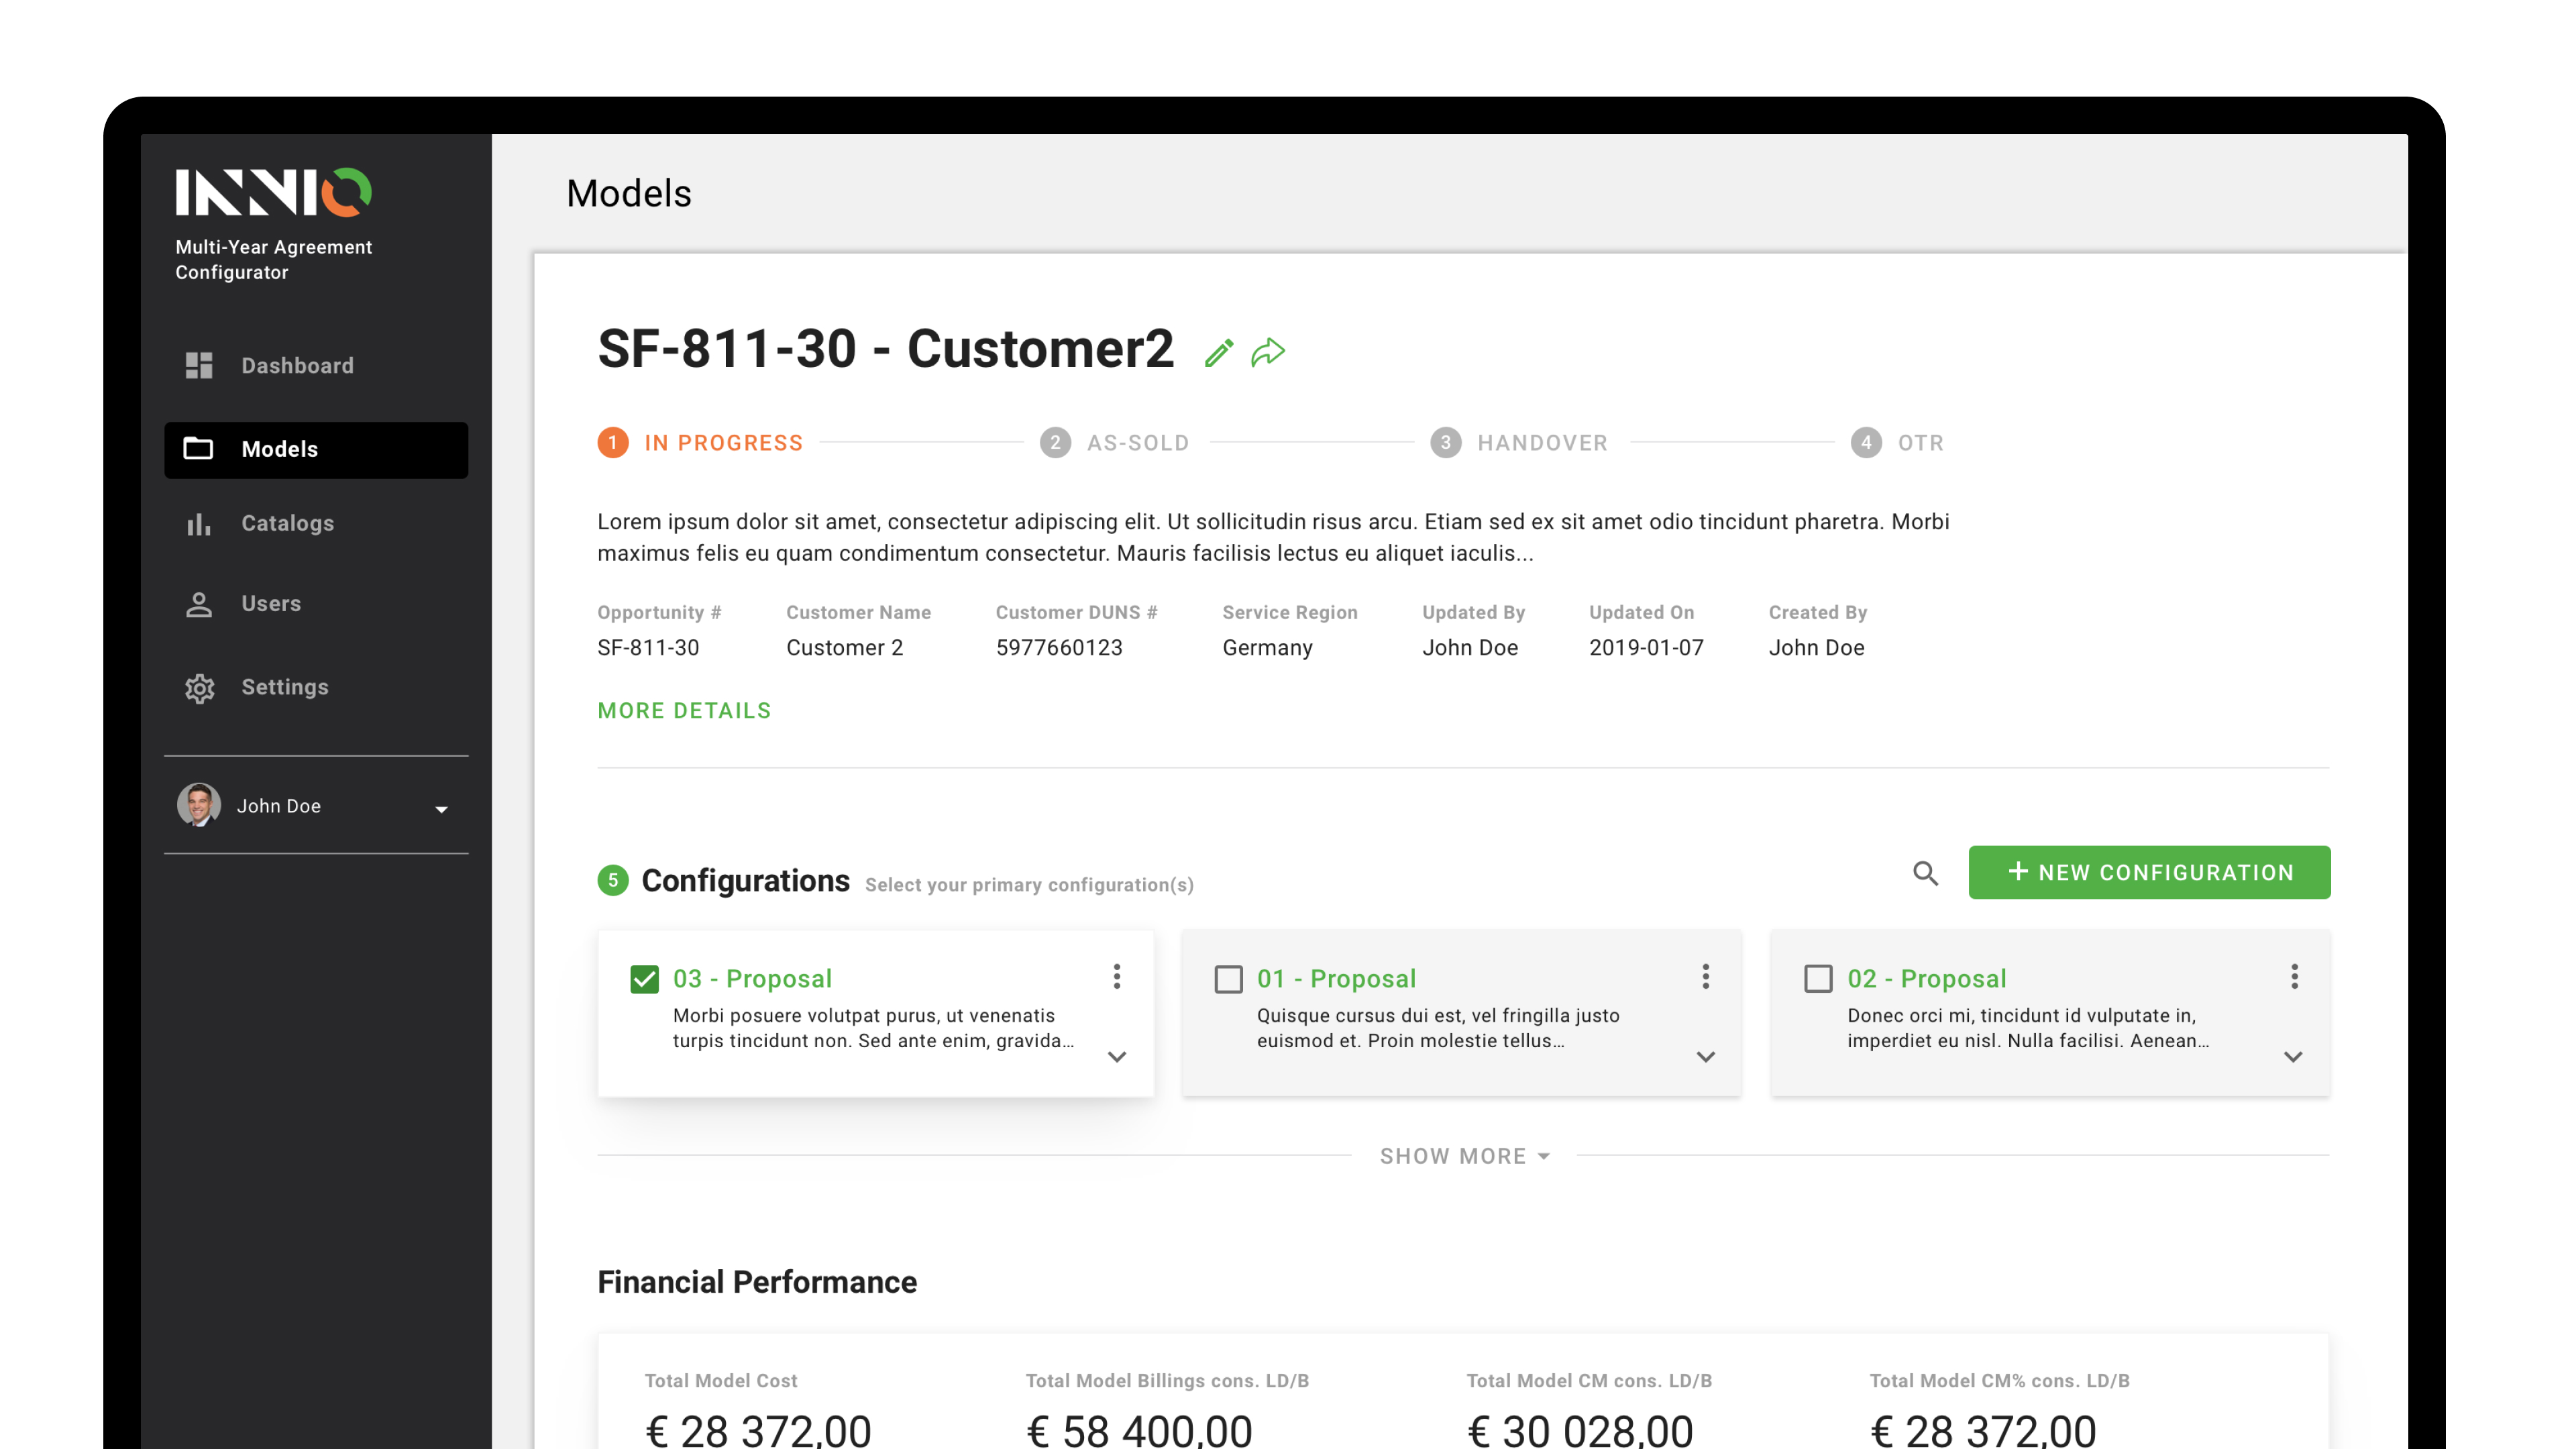 INNIO
Multi-Year Agreement
Configurator
Dashboard
Models
Catalogs
Users
Settings
John Doe
Models
SF-811-30 - Customer2
1 IN PROGRESS 2 AS-SOLD 3 HANDOVER 4 OTR
Lorem ipsum dolor sit amet, consectetur adipiscing elit. Ut sollicitudin risus arcu. Etiam sed ex sit amet odio tincidunt pharetra. Morbi
maximus felis eu quam condimentum consectetur. Mauris facilisis lectus eu aliquet iaculis...
Opportunity # Customer Name Customer DUNS # Service Region Updated By Updated On Created By
SF-811-30 Customer 2 5977660123 Germany John Doe 2019-01-07 John Doe
MORE DETAILS
5 Configurations Select your primary configuration(s)
+ NEW CONFIGURATION
03 - Proposal
Morbi posuere volutpat purus, ut venenatis
turpis tincidunt non. Sed ante enim, gravida...
01 - Proposal
Quisque cursus dui est, vel fringilla justo
euismod et. Proin molestie tellus...
02 - Proposal
Donec orci mi, tincidunt id vulputate in,
imperdiet eu nisl. Nulla facilisi. Aenean...
SHOW MORE
Financial Performance
Total Model Cost Total Model Billings cons. LD/B Total Model CM cons. LD/B Total Model CM% cons. LD/B
€ 28 372,00 € 58 400,00 € 30 028,00 € 28 372,00